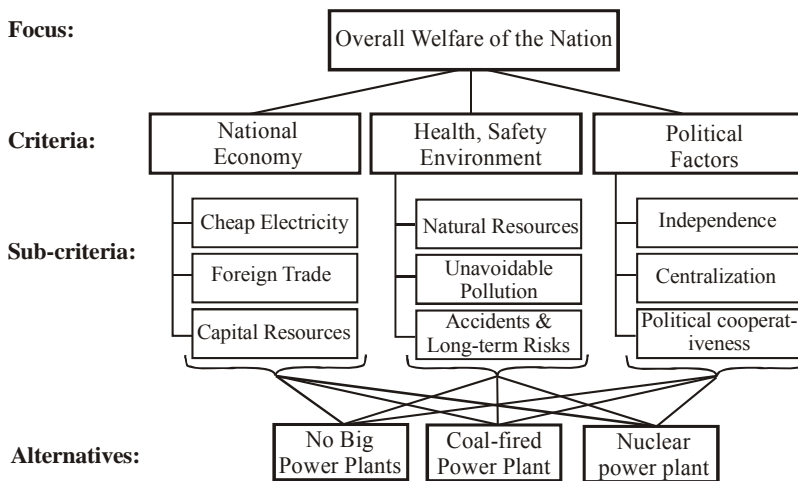 Focus:
Overall Welfare of the Nation
Criteria:
National
Economy
Health, Safety
Environment
Political
Factors
Sub-criteria:
Cheap Electricity
Foreign Trade
Capital Resources
Natural Resources
Unavoidable
Pollution
Accidents &
Long-term Risks
Independence
Centralization
Political cooperat-
iveness
Alternatives:
No Big
Power Plants
Coal-fired
Power Plant
Nuclear
power plant